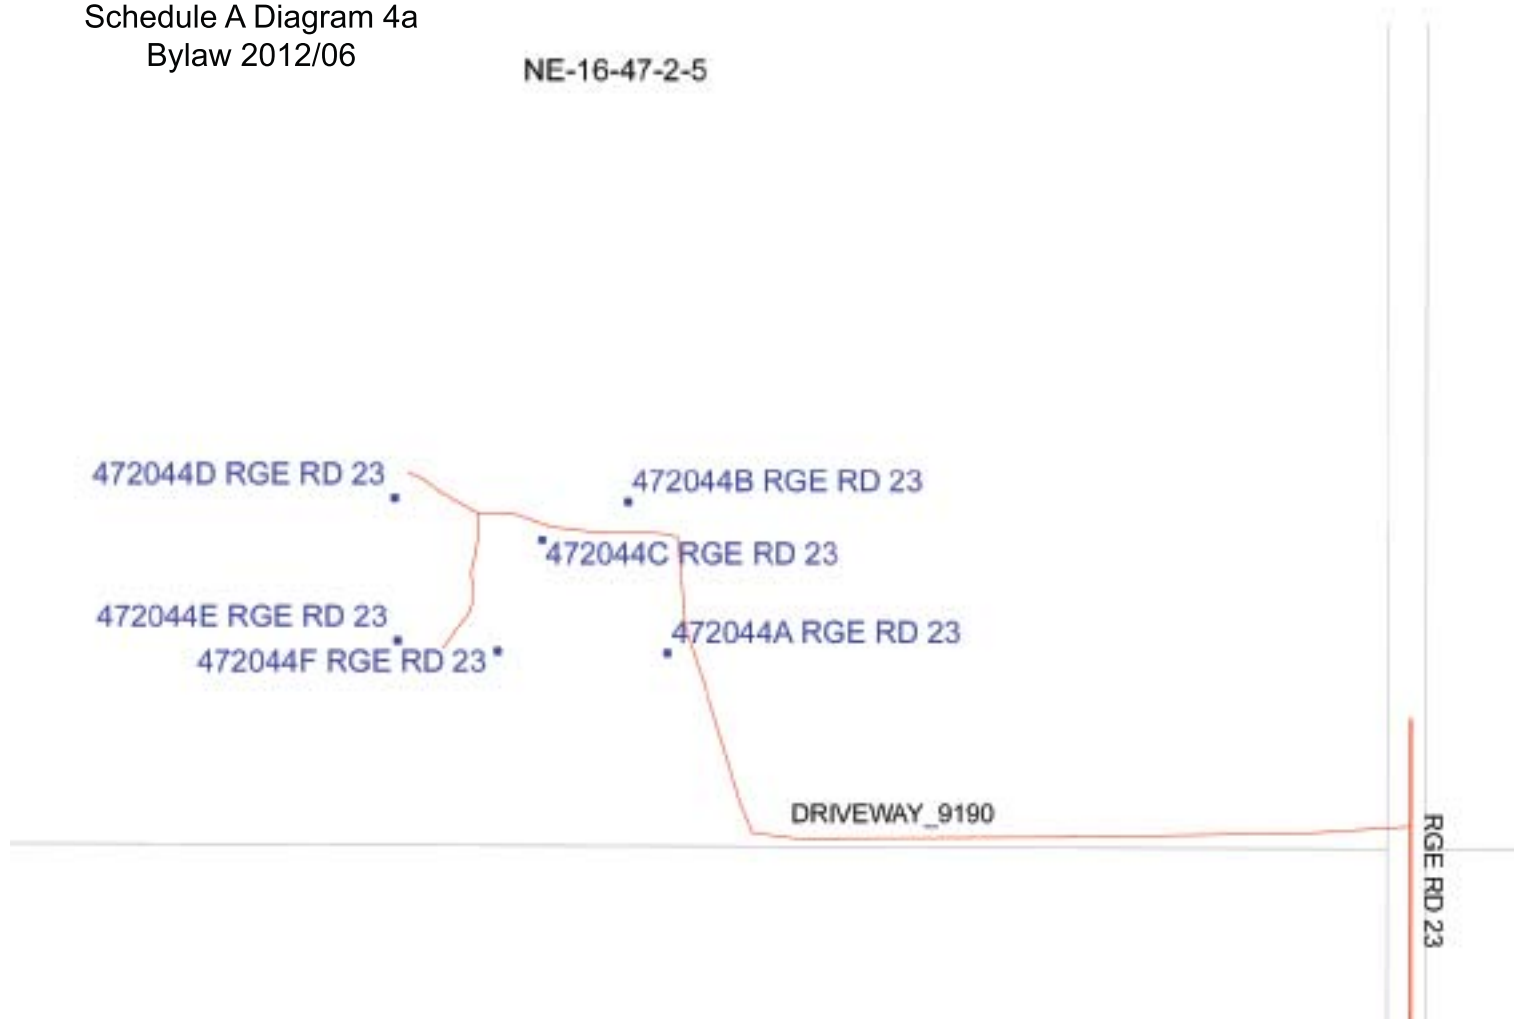 Schedule A Diagram 4a
Bylaw 2012/06
NE-16-47-2-5
472044D RGE RD 23
472044B RGE RD 23
472044C RGE RD 23
472044E RGE RD 23
472044A RGE RD 23
472044F RGE RD 23
DRIVEWAY_9190
RGE RD 23